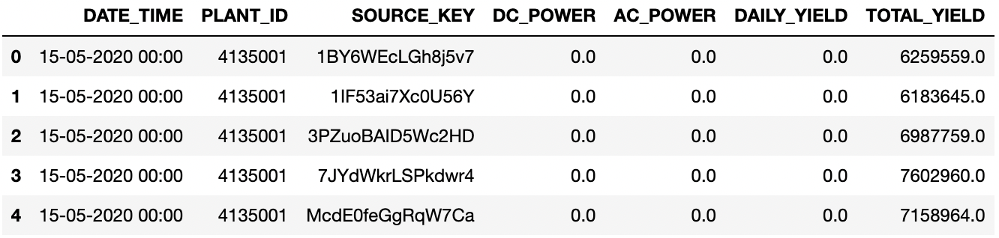 DATE_TIME PLANT_ID SOURCE_KEY DC_POWER AC_POWER DAILY_YIELD TOTAL_YIELD
0 15-05-2020 00:00 4135001 1BY6WEcLGh8j5v7 0.0 0.0 0.0 6259559.0
1 15-05-2020 00:00 4135001 1IF53ai7Xc0U56Y 0.0 0.0 0.0 6183645.0
2 15-05-2020 00:00 4135001 3PZuoBAID5Wc2HD 0.0 0.0 0.0 6987759.0
3 15-05-2020 00:00 4135001 7JYdWkrLSPkdwr4 0.0 0.0 0.0 7602960.0
4 15-05-2020 00:00 4135001 McdE0feGgRqW7Ca 0.0 0.0 0.0 7158964.0